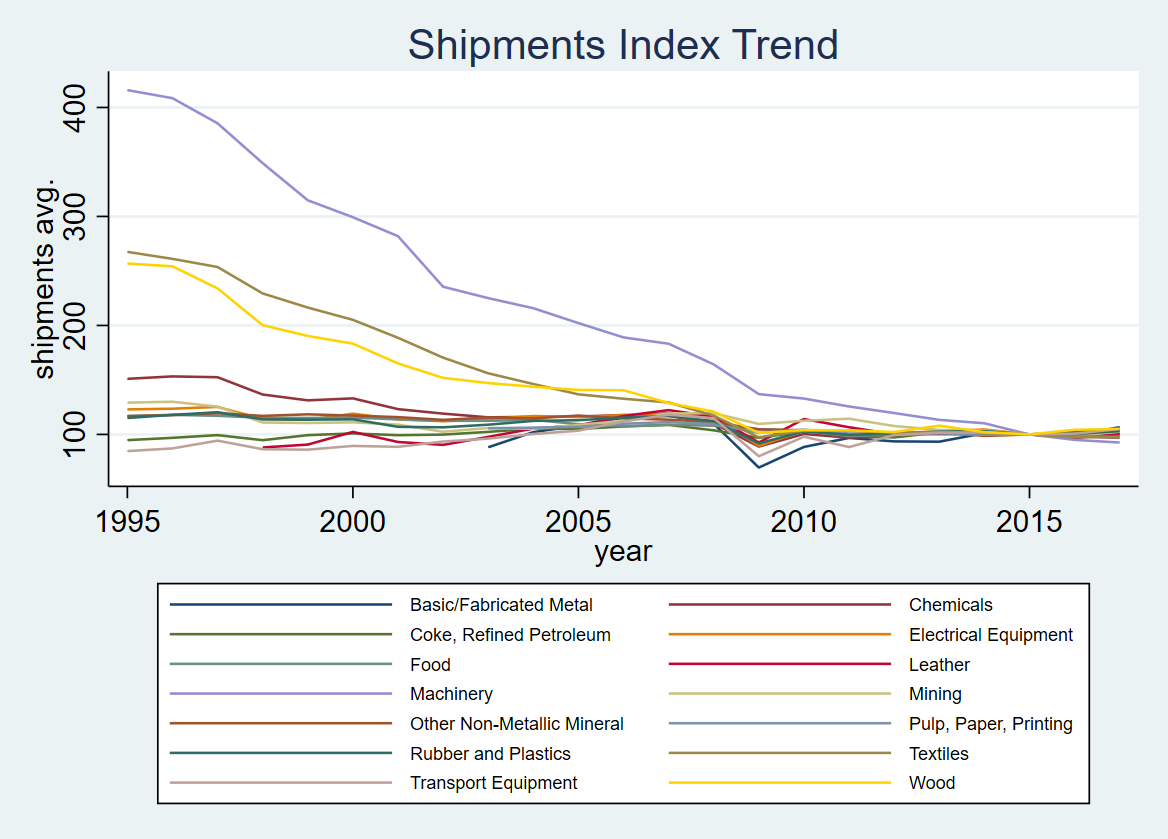 Shipments Index Trend
shipments avg.
400
300
200
100
1995 2000 2005 2010 2015
year
Basic/Fabricated Metal Chemicals
Coke, Refined Petroleum Electrical Equipment
Food Leather
Machinery Mining
Other Non-Metallic Mineral Pulp, Paper, Printing
Rubber and Plastics Textiles
Transport Equipment Wood